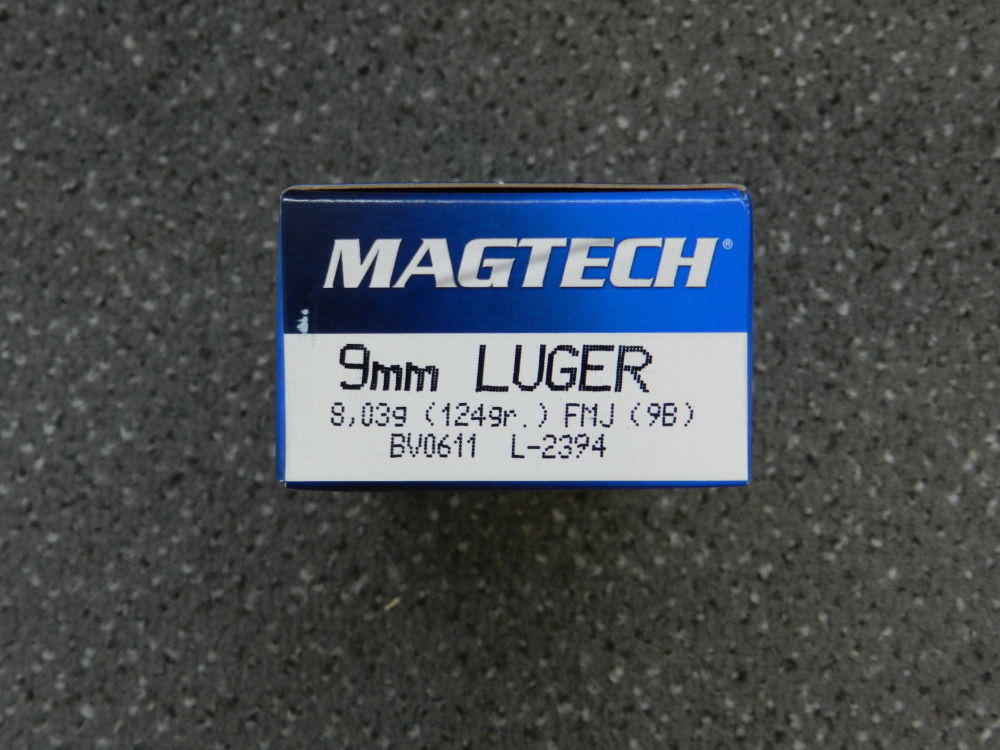 MAGTECH®
9mm LUGER
8,03g (124gr.) FMJ (9B)
BV0611 L-2394